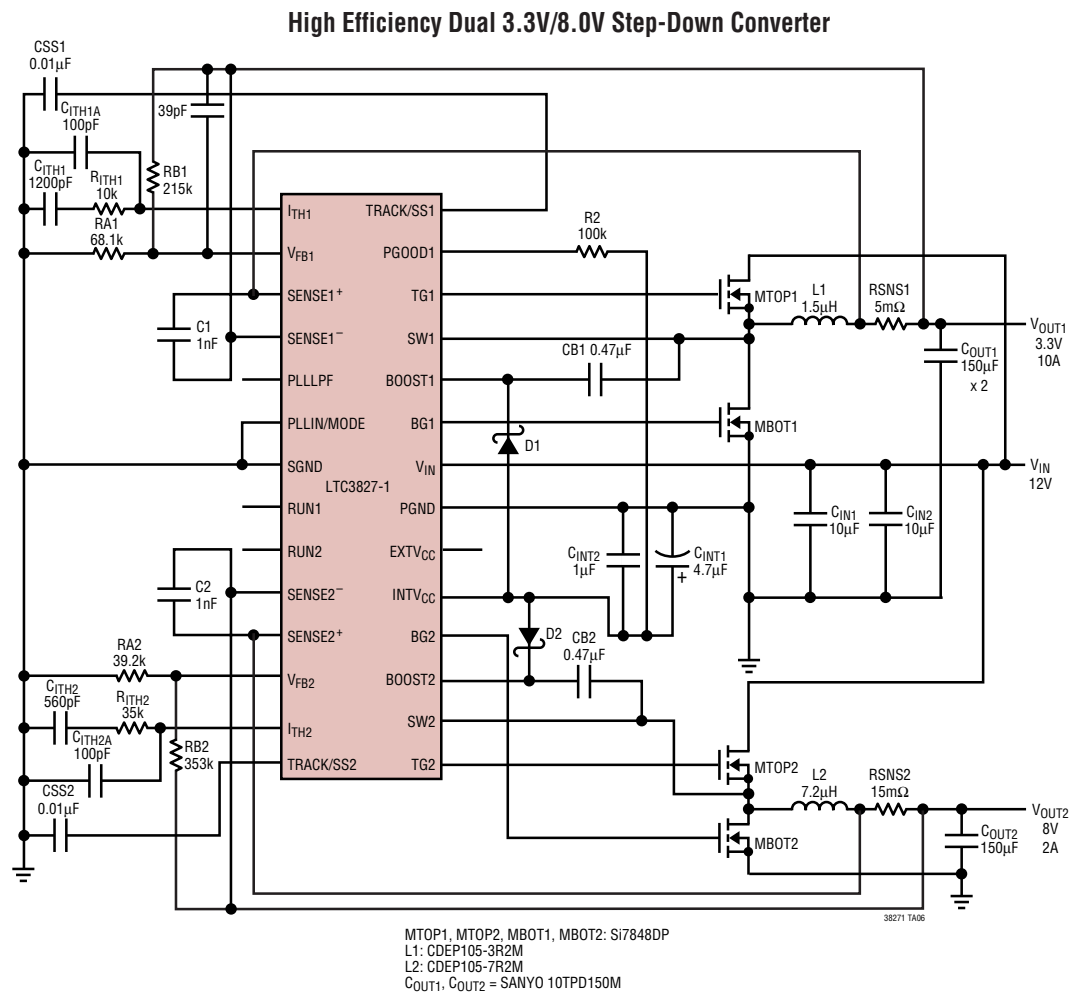 High Efficiency Dual 3.3V/8.0V Step-Down Converter
CSS1
0.01μF
CITH1A
100pF
39pF
CITH1
1200pF
RITH1
10k
RB1
215k
RA1
68.1k
ITH1
TRACK/SS1
R2
100k
VFB1
PGOOD1
SENSE1+
TG1
MTOP1
L1
1.5μH
RSNS1
5mΩ
C1
1nF
SENSE1–
SW1
VOUT1
3.3V
10A
CB1 0.47μF
COUT1
150μF
x 2
PLLLPF
BOOST1
PLLIN/MODE
BG1
MBOT1
D1
SGND
VIN
VIN
12V
LTC3827-1
RUN1
PGND
CIN1
10μF
CIN2
10μF
RUN2
EXTVCC
CINT2
1μF
CINT1
4.7μF
+
C2
1nF
SENSE2–
INTVCC
SENSE2+
BG2
D2
CB2
0.47μF
RA2
39.2k
VFB2
BOOST2
CITH2
560pF
RITH2
35k
ITH2
SW2
CITH2A
100pF
RB2
353k
TRACK/SS2
TG2
MTOP2
L2
7.2μH
RSNS2
15mΩ
CSS2
0.01μF
VOUT2
8V
2A
COUT2
150μF
MBOT2
38271 TA06
MTOP1, MTOP2, MBOT1, MBOT2: Si7848DP
L1: CDEP105-3R2M
L2: CDEP105-7R2M
COUT1, COUT2 = SANYO 10TPD150M